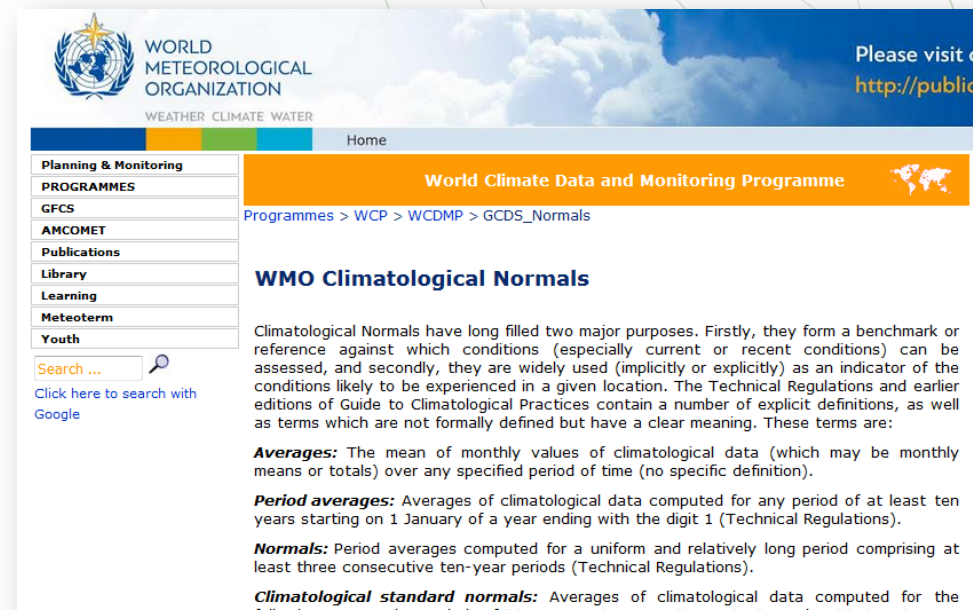 WORLD
METEOROLOGICAL
ORGANIZATION
WEATHER CLIMATE WATER
Please visit
http://public
Home
Planning & Monitoring
PROGRAMMES
GFCS
AMCOMET
Publications
Library
Learning
Meteoterm
Youth
Search ...
Click here to search with
Google
World Climate Data and Monitoring Programme
Programmes > WCP > WCDMP > GCDS_Normals
WMO Climatological Normals
Climatological Normals have long filled two major purposes. Firstly, they form a benchmark or
reference against which conditions (especially current or recent conditions) can be
assessed, and secondly, they are widely used (implicitly or explicitly) as an indicator of the
conditions likely to be experienced in a given location. The Technical Regulations and earlier
editions of Guide to Climatological Practices contain a number of explicit definitions, as well
as terms which are not formally defined but have a clear meaning. These terms are:
Averages: The mean of monthly values of climatological data (which may be monthly
means or totals) over any specified period of time (no specific definition).
Period averages: Averages of climatological data computed for any period of at least ten
years starting on 1 January of a year ending with the digit 1 (Technical Regulations).
Normals: Period averages computed for a uniform and relatively long period comprising at
least three consecutive ten-year periods (Technical Regulations).
Climatological standard normals: Averages of climatological data computed for the